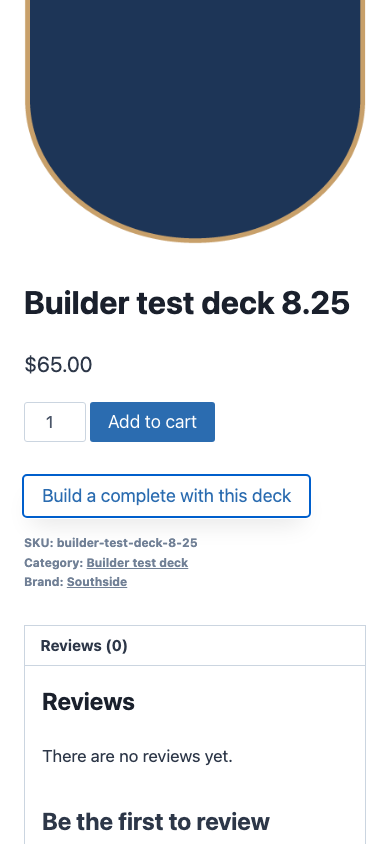 Builder test deck 8.25
$65.00
1
Add to cart
Build a complete with this deck
SKU: builder-test-deck-8-25
Category: Builder test deck
Brand: Southside
Reviews (0)
Reviews
There are no reviews yet.
Be the first to review